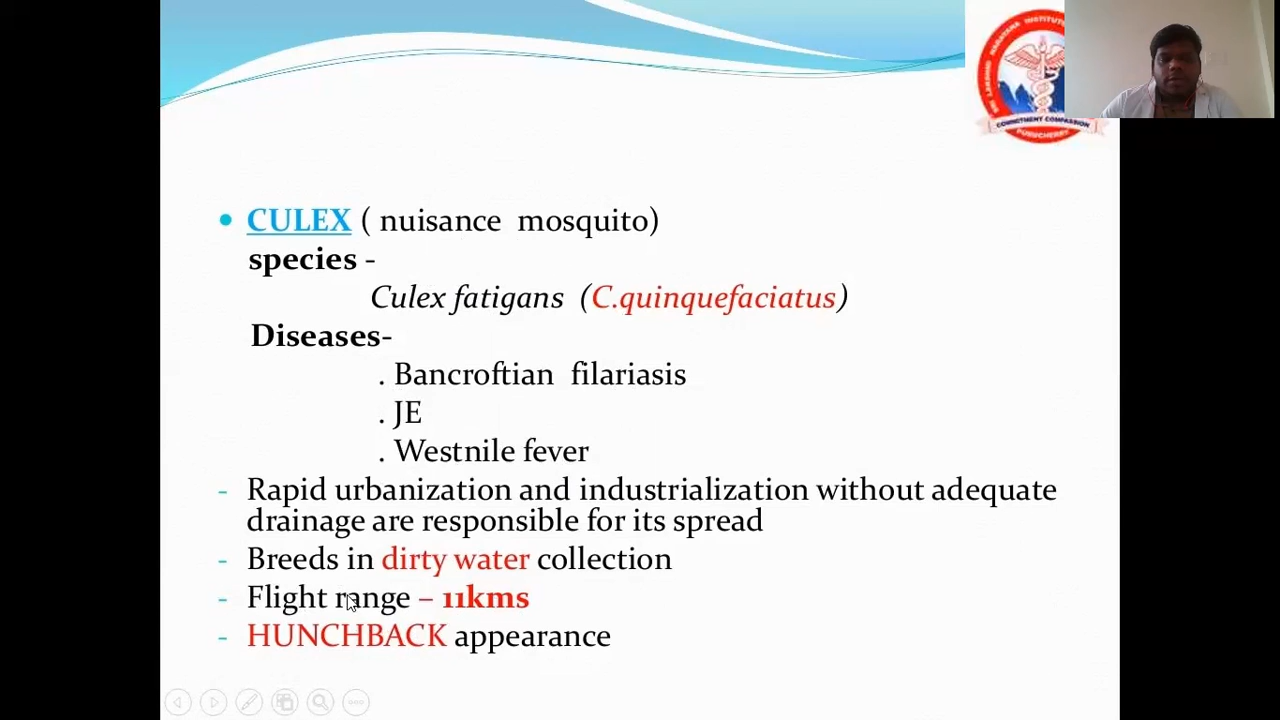 CULEX ( nuisance mosquito)
species -
Culex fatigans (C.quinquefaciatus)
Diseases-
. Bancroftian filariasis
. JE
. Westnile fever
- Rapid urbanization and industrialization without adequate
drainage are responsible for its spread
- Breeds in dirty water collection
- Flight range – 11kms
- HUNCHBACK appearance